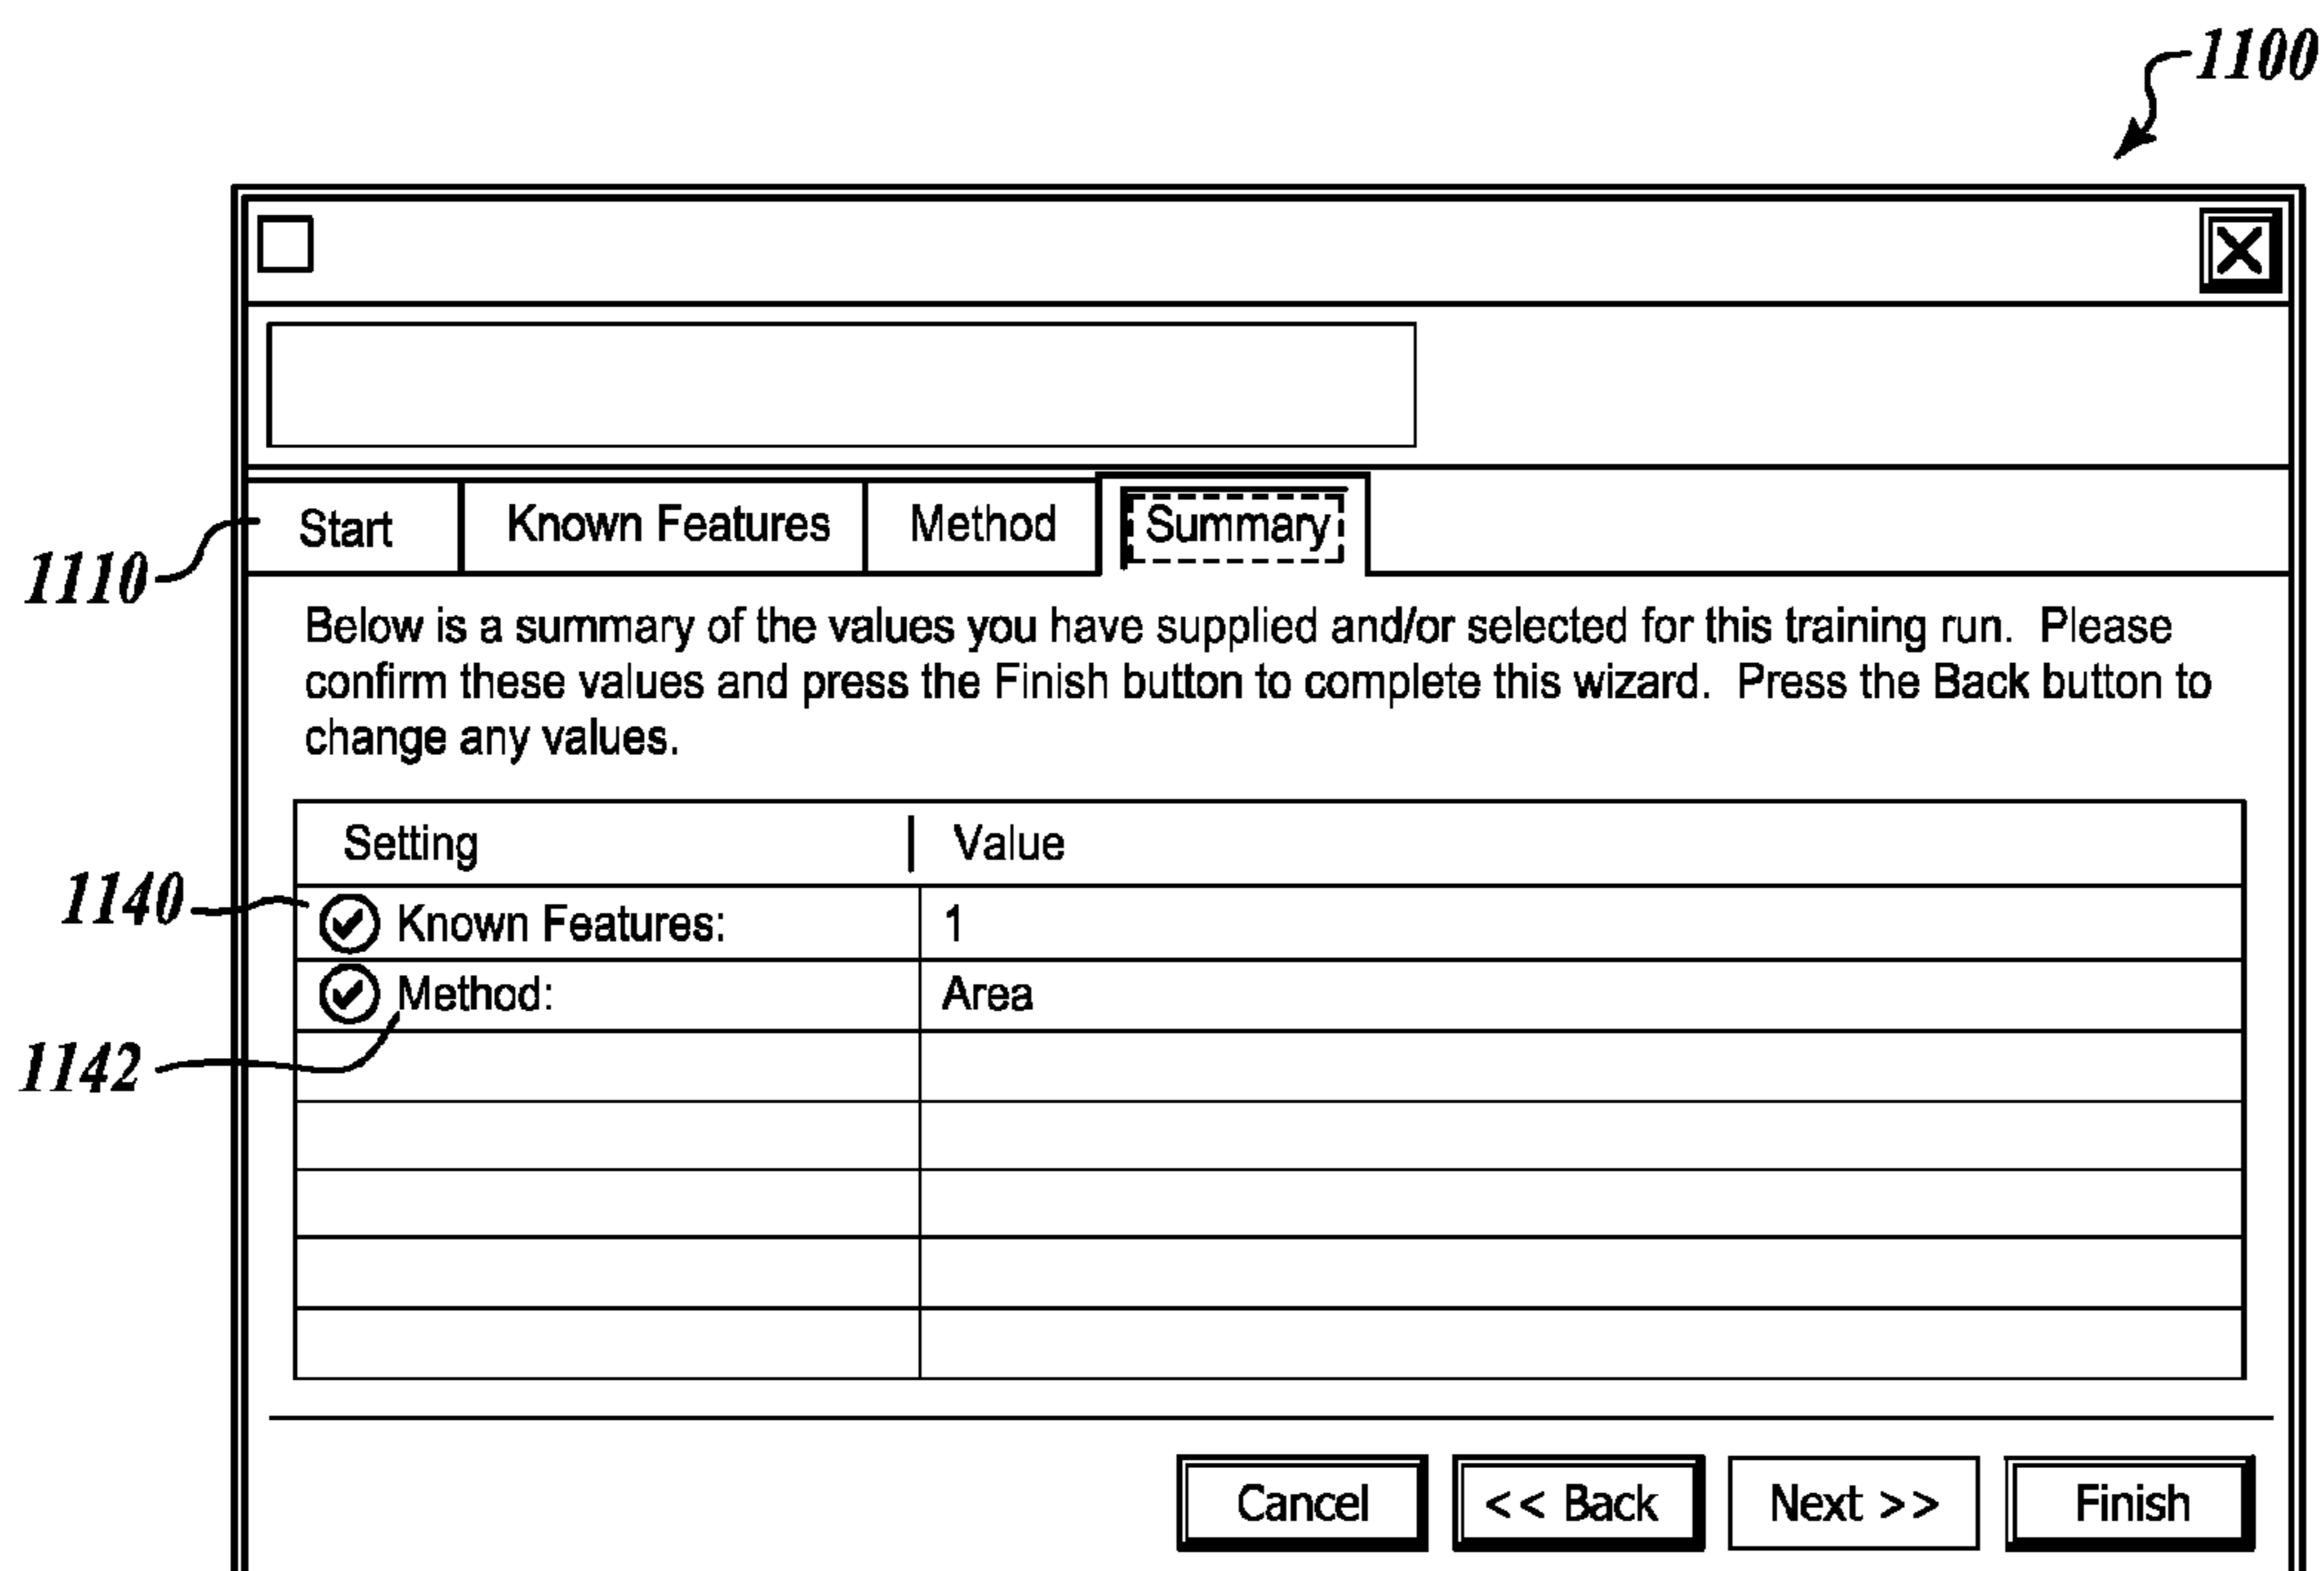 1100
Start Known Features Method Summary
1110
Below is a summary of the values you have supplied and/or selected for this training run. Please
confirm these values and press the Finish button to complete this wizard. Press the Back button to
change any values.
Setting Value
1140 Known Features: 1
Method: Area
1142
Cancel << Back Next >> Finish